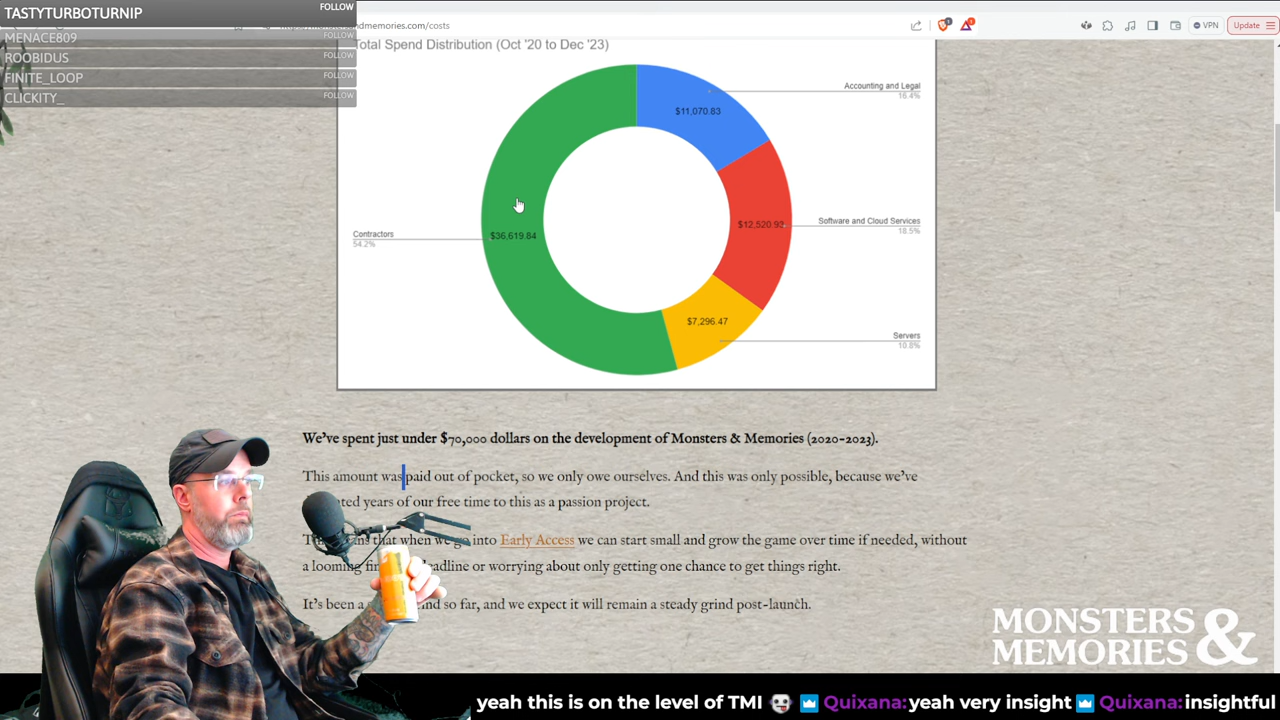 TASTYTURBOTURNIP
FOLLOW
MENACE809
FOLLOW
ROOBIDUS
FOLLOW
FINITE_LOOP
FOLLOW
CLICKITY_
FOLLOW
andmemories.com/costs
VPN
Update
Total Spend Distribution (Oct '20 to Dec '23)
Accounting and Legal
16.4%
$11,070.83
Software and Cloud Services
18.5%
$12,520.92
Contractors
54.2%
$36,619.84
$7,296.47
Servers
10.8%
We've spent just under $70,000 dollars on the development of Monsters & Memories (2020-2023).
This amount was paid out of pocket, so we only owe ourselves. And this was only possible, because we've
years of our free time to this as a passion project.
that when we go into Early Access we can start small and grow the game over time if needed, without
a looming deadline or worrying about only getting one chance to get things right.
It's been a so far, and we expect it will remain a steady grind post-launch.
MONSTERS & MEMORIES
yeah this is on the level of TMI Quixana: yeah very insight Quixana: insightful